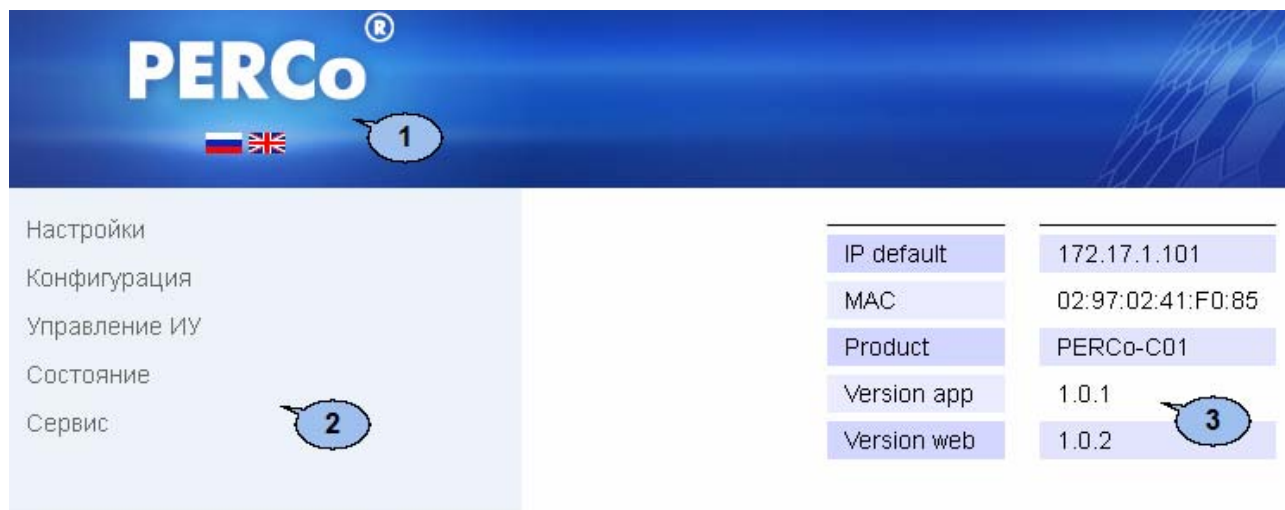 PERCo®
1
Настройки
Конфигурация
Управление ИУ
Состояние
Сервис
2
IP default 172.17.1.101
MAC 02:97:02:41:F0:85
Product PERCo-C01
Version app 1.0.1
Version web 1.0.2
3